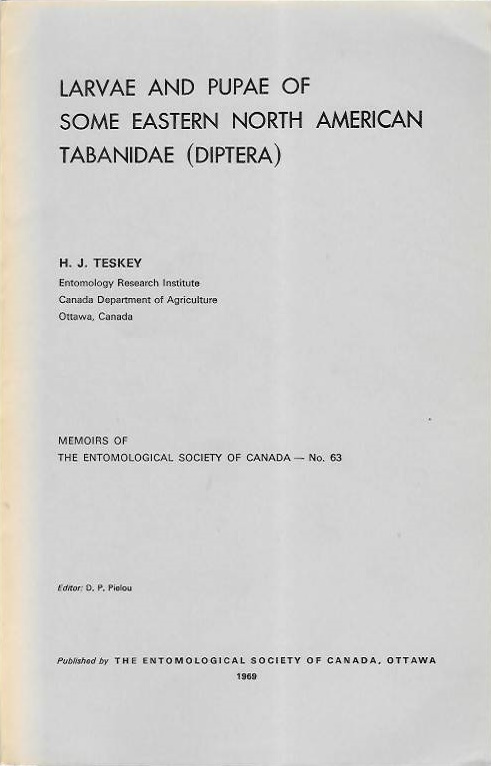 LARVAE AND PUPAE OF
SOME EASTERN NORTH AMERICAN
TABANIDAE (DIPTERA)
H. J. TESKEY
Entomology Research Institute
Canada Department of Agriculture
Ottawa, Canada
MEMOIRS OF
THE ENTOMOLOGICAL SOCIETY OF CANADA — No. 63
Editor: D. P. Pielou
Published by THE ENTOMOLOGICAL SOCIETY OF CANADA, OTTAWA
1969